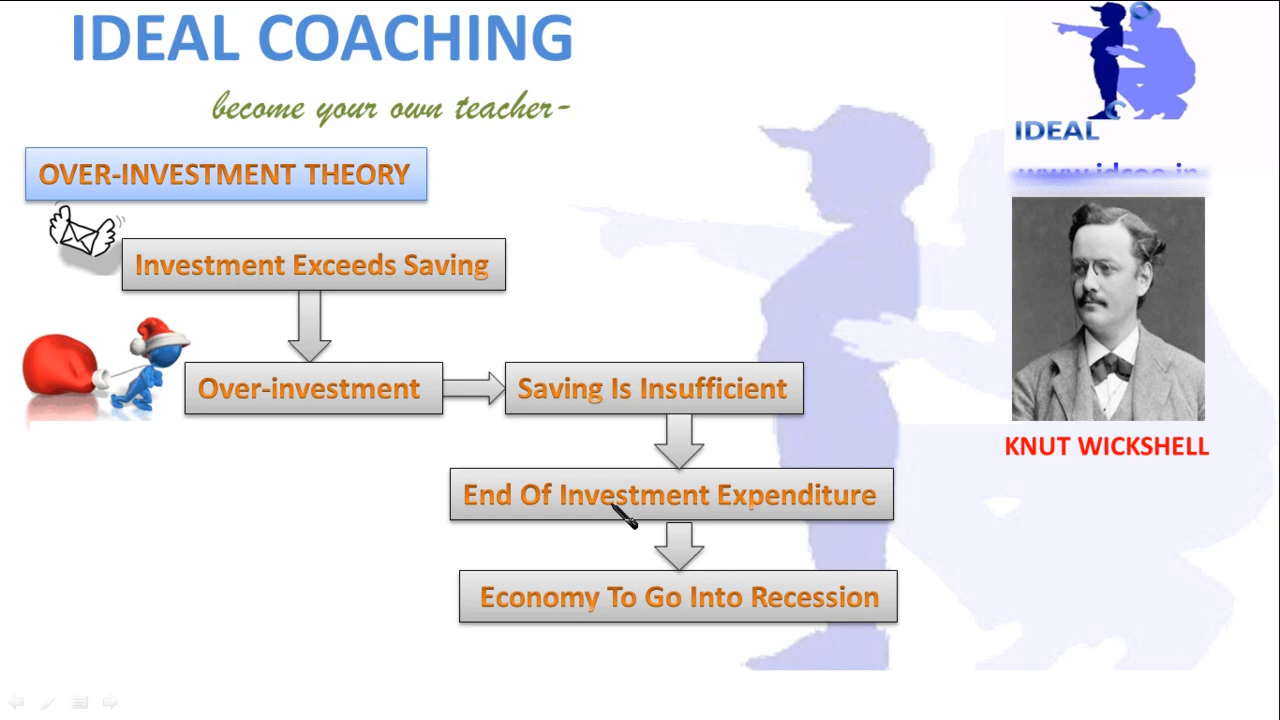 IDEAL COACHING
become your own teacher-
IDEAL
OVER-INVESTMENT THEORY
Investment Exceeds Saving
Over-investment
Saving Is Insufficient
KNUT WICKSHELL
End Of Investment Expenditure
Economy To Go Into Recession